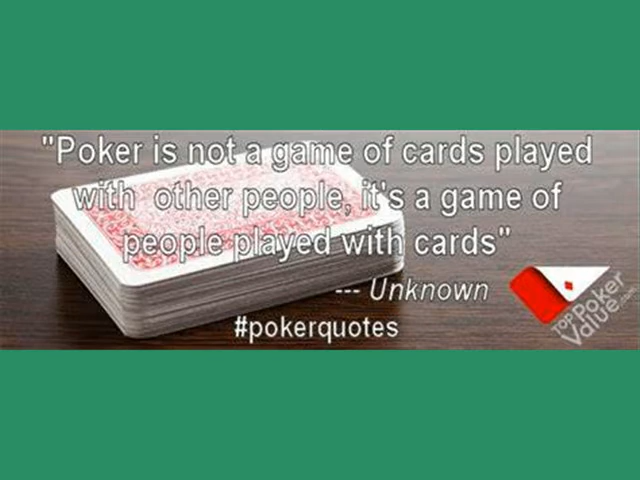 "Poker is not a game of cards played
with other people, it's a game of
people played with cards"
--- Unknown
#pokerquotes
TOP Poker
Value.com